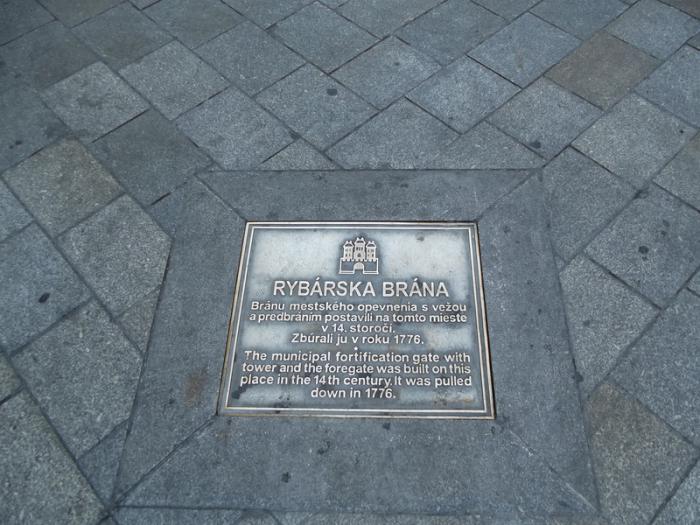 RYBÁRSKA BRÁNA
Bránu mestského opevnenia s vežou
a predbráním postavili na tomto mieste
v 14. storočí.
Zbúrali ju v roku 1776.
The municipal fortification gate with
tower and the foregate was built on this
place in the 14th century. It was pulled
down in 1776.